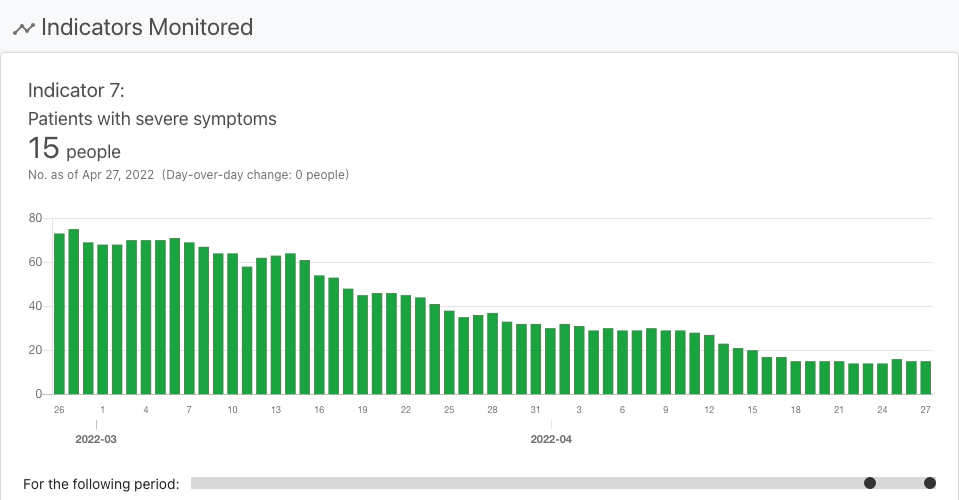 Indicators Monitored
Indicator 7:
Patients with severe symptoms
15 people
No. as of Apr 27, 2022 (Day-over-day change: 0 people)
80
60
40
20
0
26 1 4 7 10 13 16 19 22 25 28 31 3 6 9 12 15 18 21 24 27
2022-03 2022-04
For the following period: